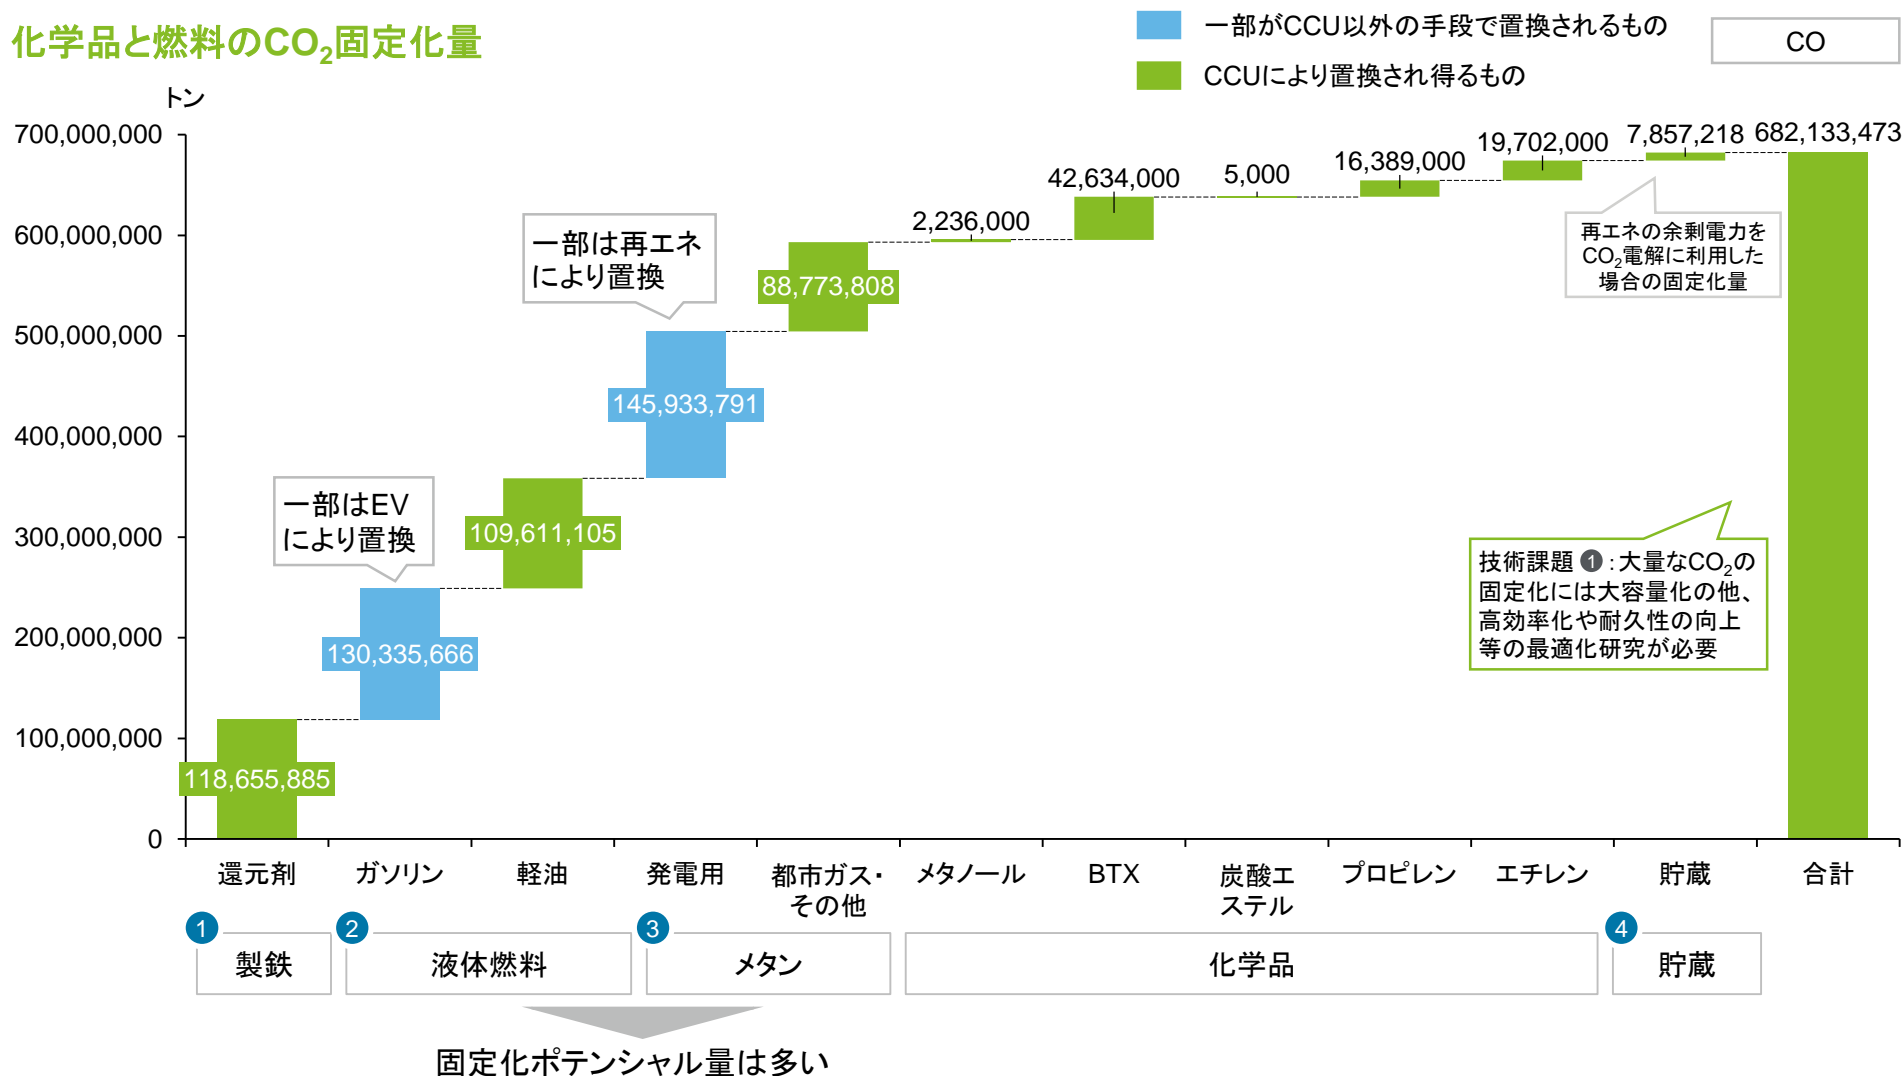 化学品と燃料のCO₂固定化量
一部がCCU以外の手段で置換されるもの
CCUにより置換され得るもの
CO
トン
700,000,000
600,000,000
500,000,000
400,000,000
300,000,000
200,000,000
100,000,000
0
118,655,885
130,335,666
109,611,105
145,933,791
88,773,808
2,236,000
42,634,000
5,000
16,389,000
19,702,000
7,857,218
682,133,473
一部はEV
により置換
一部は再エネ
により置換
再エネの余剰電力を
CO₂電解に利用した
場合の固定化量
技術課題 ❶ : 大量なCO₂の
固定化には大容量化の他、
高効率化や耐久性の向上
等の最適化研究が必要
還元剤
ガソリン
軽油
発電用
都市ガス・
その他
メタノール
BTX
炭酸エ
ステル
プロピレン
エチレン
貯蔵
合計
1
製鉄
2
液体燃料
3
メタン
化学品
4
貯蔵
固定化ポテンシャル量は多い